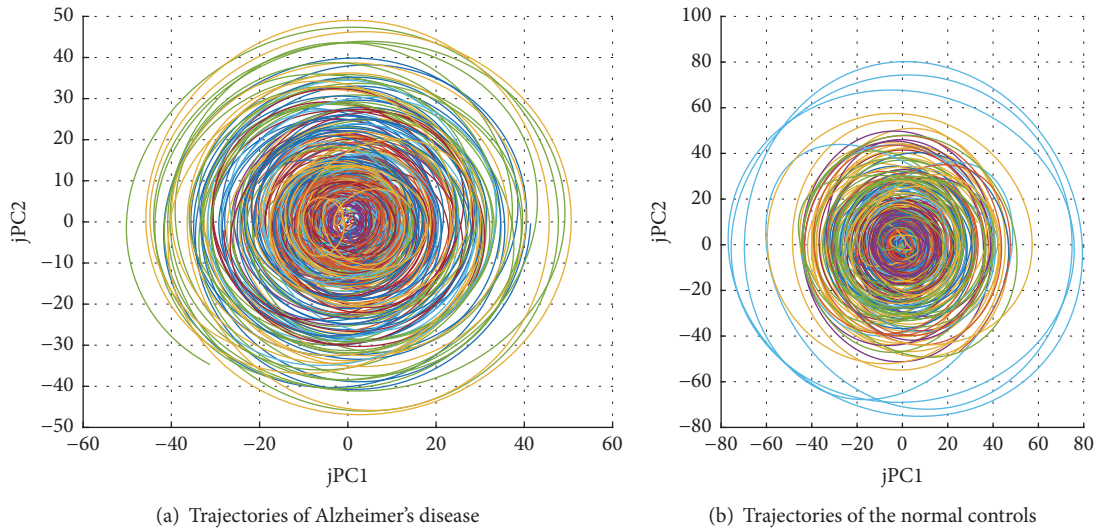 50
40
30
20
10
0
−10
−20
−30
−40
−50
jPC2
−60 −40 −20 0 20 40 60
jPC1
(a) Trajectories of Alzheimer's disease
100
80
60
40
20
0
−20
−40
−60
−80
jPC2
−80 −60 −40 −20 0 20 40 60 80
jPC1
(b) Trajectories of the normal controls